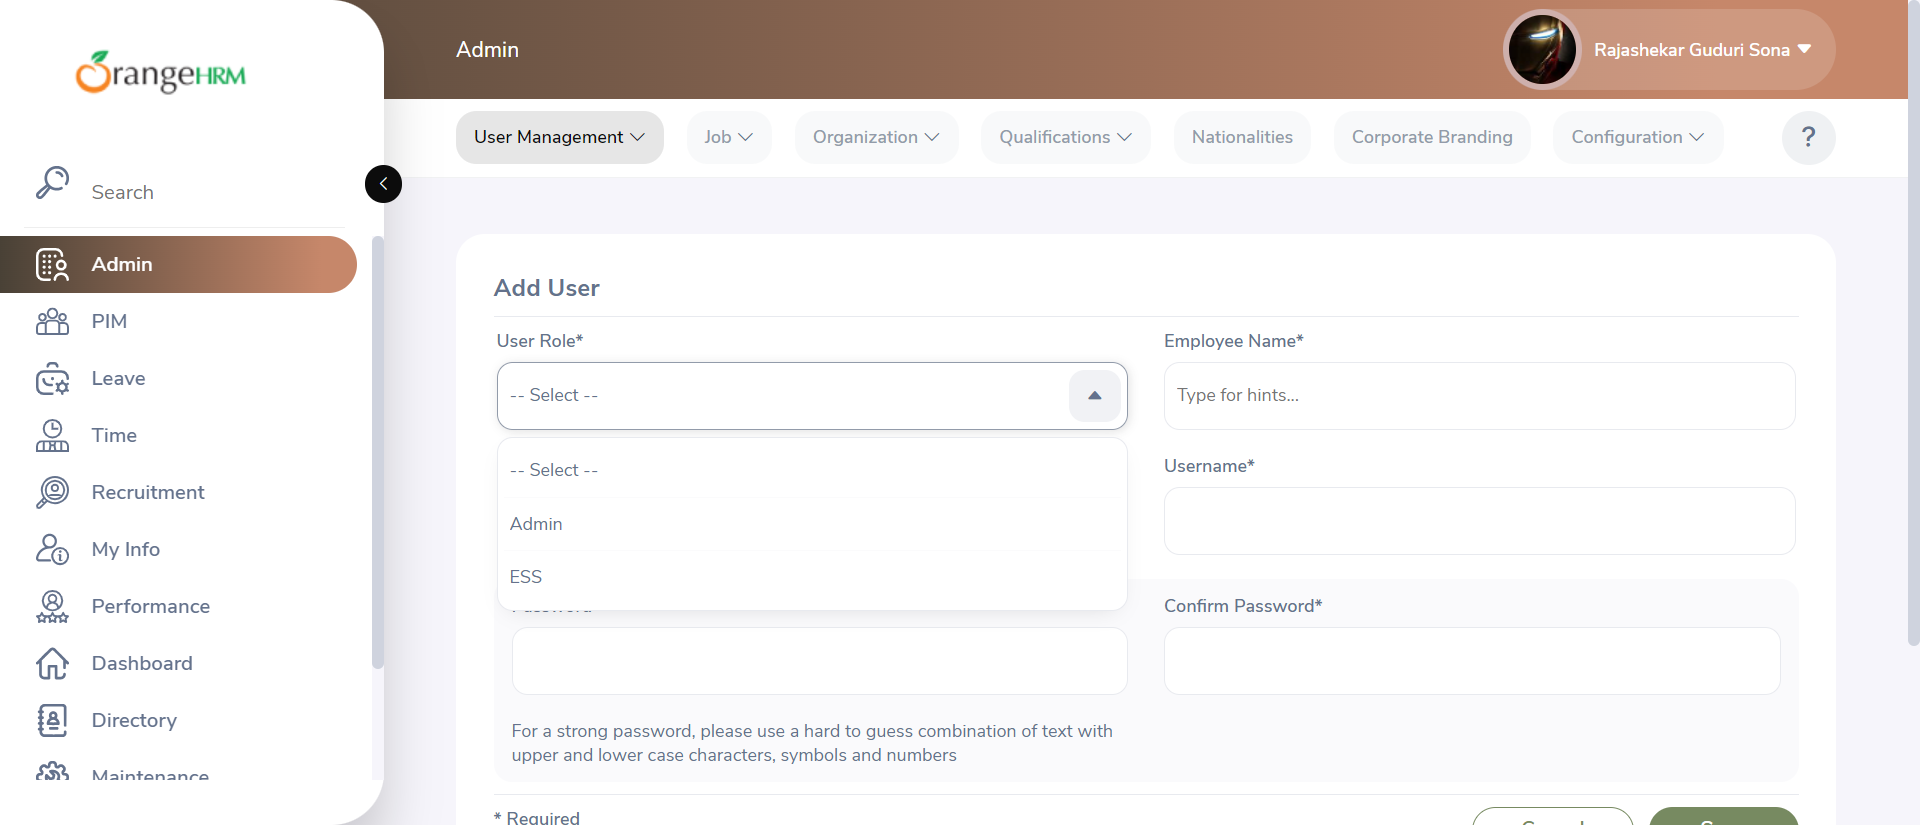 OrangeHRM
Search
Admin
PIM
Leave
Time
Recruitment
My Info
Performance
Dashboard
Directory
Maintenance
Admin
Rajashekar Guduri Sona
User Management
Job
Organization
Qualifications
Nationalities
Corporate Branding
Configuration
?
Add User
User Role*
-- Select --
-- Select --
Admin
ESS
Employee Name*
Type for hints...
Username*
Confirm Password*
For a strong password, please use a hard to guess combination of text with
upper and lower case characters, symbols and numbers
* Required